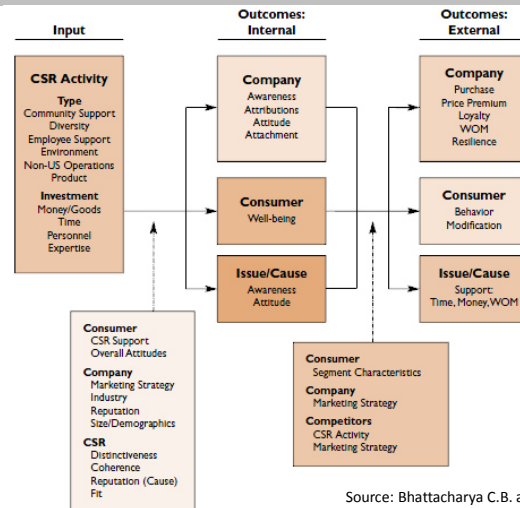 Input
Outcomes:
Internal
Outcomes:
External
CSR Activity
Type
Community Support
Diversity
Employee Support
Environment
Non-US Operations
Product
Investment
Money/Goods
Time
Personnel
Expertise
Company
Awareness
Attributions
Attitude
Attachment
Consumer
Well-being
Issue/Cause
Awareness
Attitude
Company
Purchase
Price Premium
Loyalty
WOM
Resilience
Consumer
Behavior
Modification
Issue/Cause
Support:
Time, Money, WOM
Consumer
CSR Support
Overall Attitudes
Company
Marketing Strategy
Industry
Reputation
Size/Demographics
CSR
Distinctiveness
Coherence
Reputation (Cause)
Fit
Consumer
Segment Characteristics
Company
Marketing Strategy
Competitors
CSR Activity
Marketing Strategy
Source: Bhattacharya C.B. a